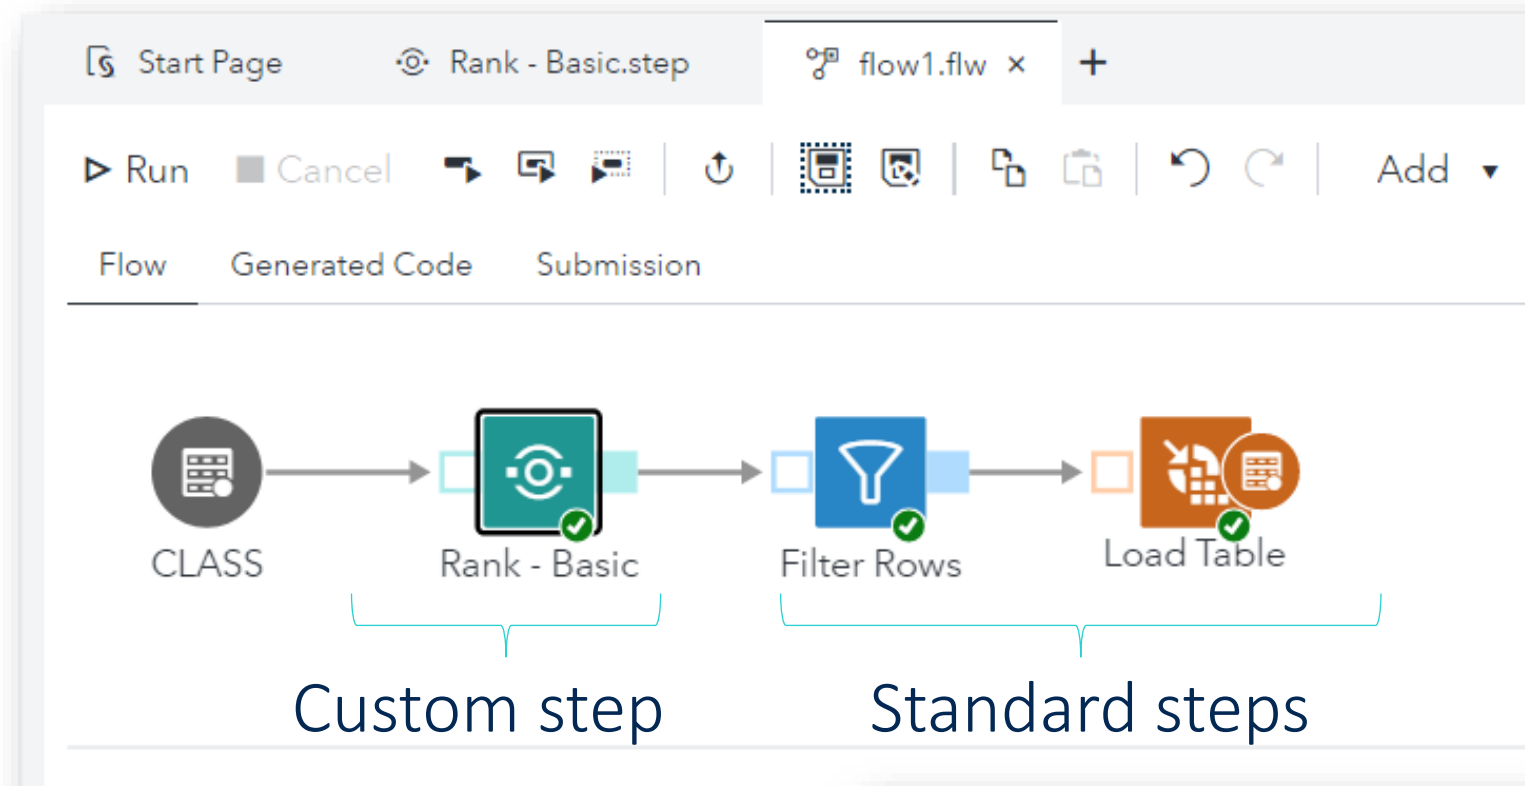 Start Page Rank - Basic.step flow1.flw × +
Run Cancel Add
Flow Generated Code Submission
CLASS Rank - Basic Filter Rows Load Table
Custom step Standard steps